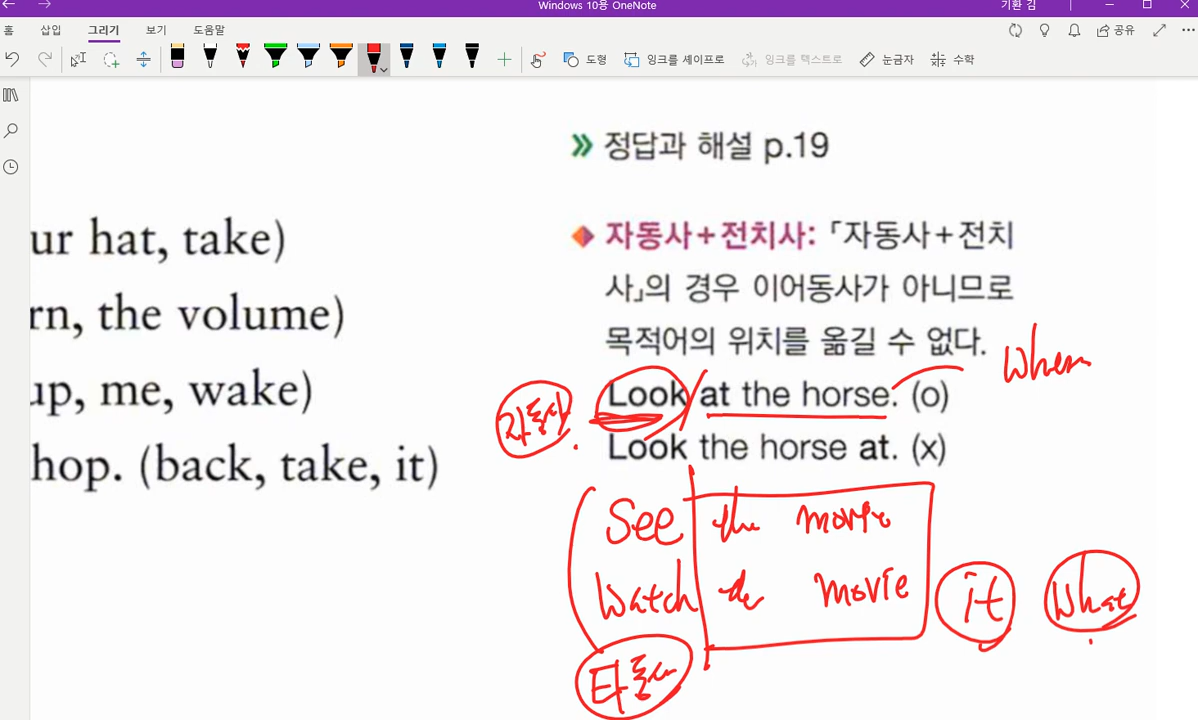 Windows 10용 OneNote
기환 김
홈 삽입 그리기 보기 도움말
공유
도형 잉크를 셰이프로 잉크를 텍스트로 눈금자 수학
정답과 해설 p.19
ur hat, take)
rn, the volume)
up, me, wake)
hop. (back, take, it)
자동사+전치사: 「자동사+전치
사」의 경우 이어동사가 아니므로
목적어의 위치를 옮길 수 없다.
Look at the horse. (o)
Look the horse at. (x)
자동사
See the movie
Watch the movie
it
what
타동사